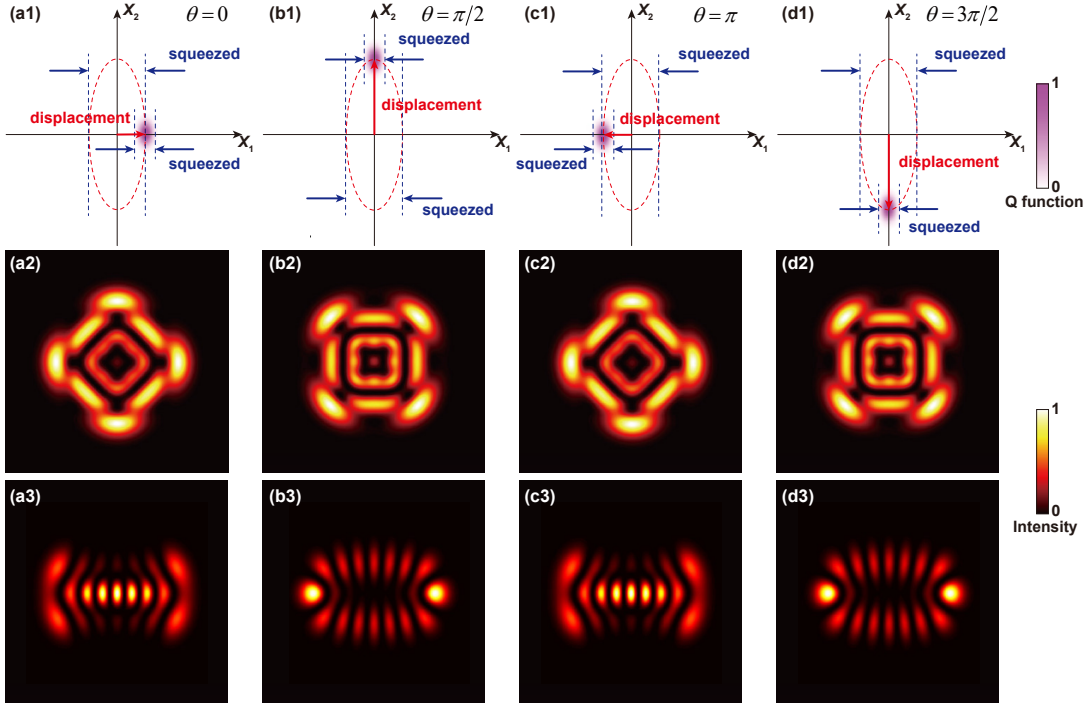 (a1) X₂ θ = 0
squeezed
displacement
X₁
squeezed
(b1) X₂ θ = π/2
squeezed
displacement
X₁
squeezed
(c1) X₂ θ = π
squeezed
displacement
X₁
squeezed
(d1) X₂ θ = 3π/2
squeezed
X₁
displacement
squeezed
1
0
Q function
(a2)
(b2)
(c2)
(d2)
1
0
Intensity
(a3)
(b3)
(c3)
(d3)